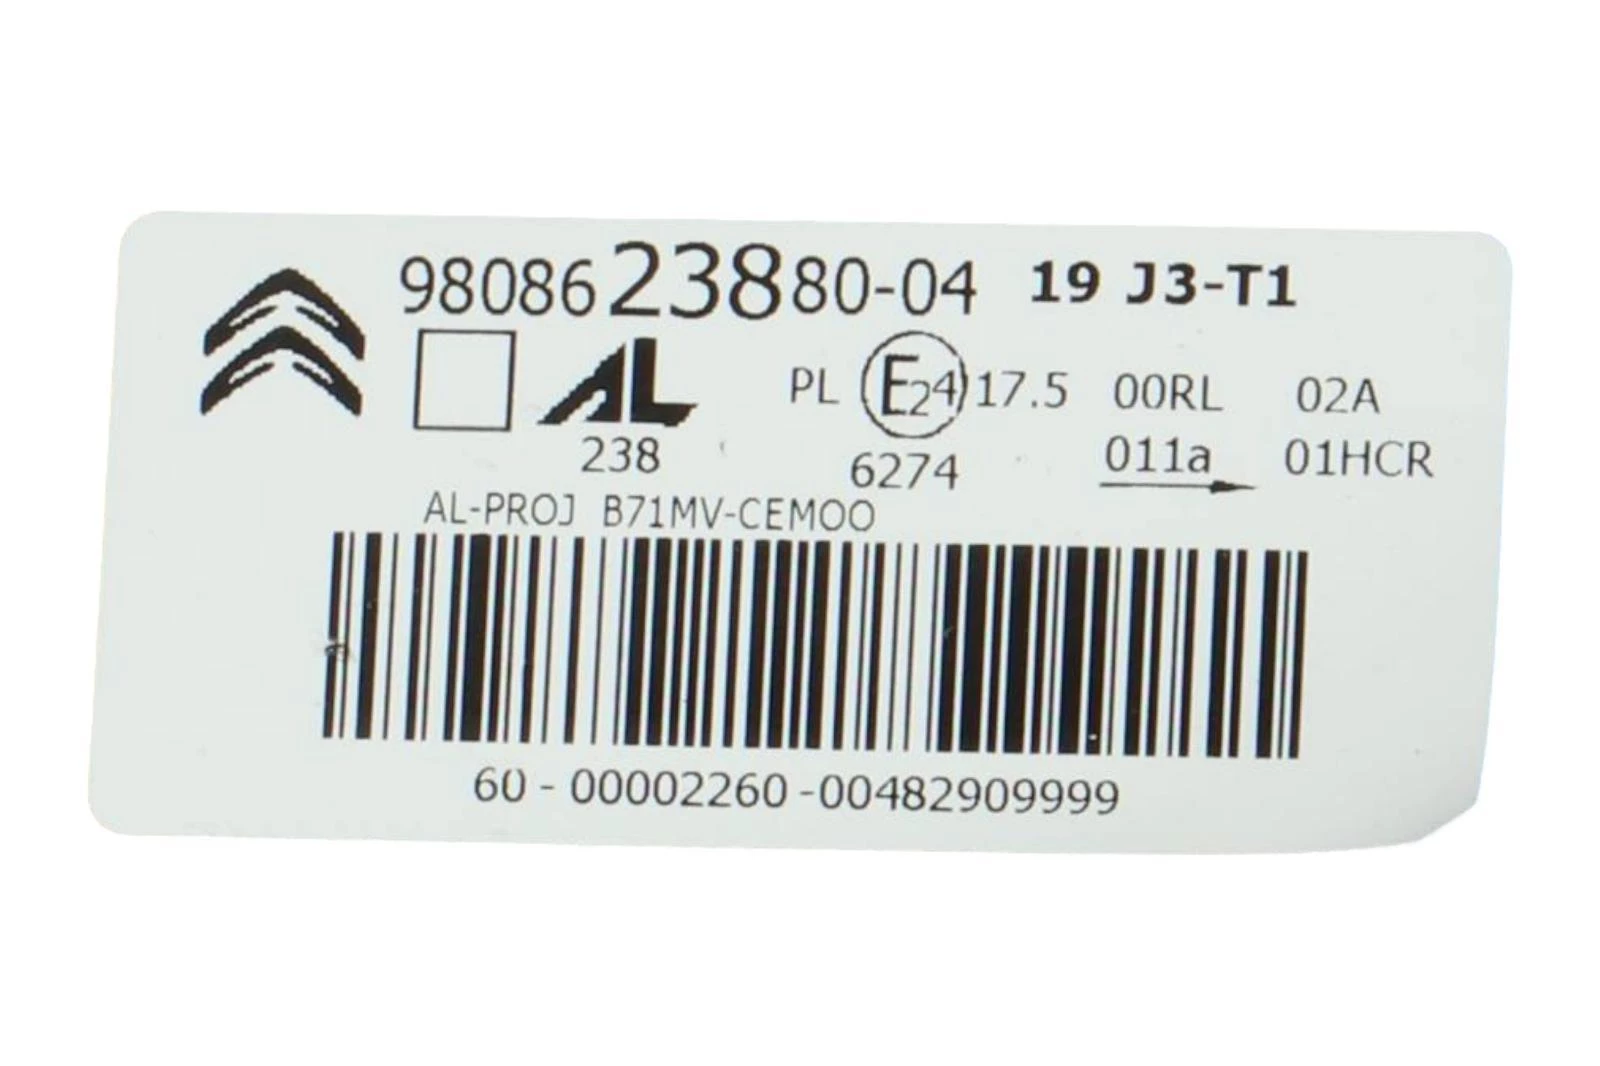 9808623880-04 19 J3-T1
AL PL E24 17.5 00RL 02A
238 6274 011a 01HCR
AL-PROJ B71MV-CEMOO
60 - 00002260 -00482909999